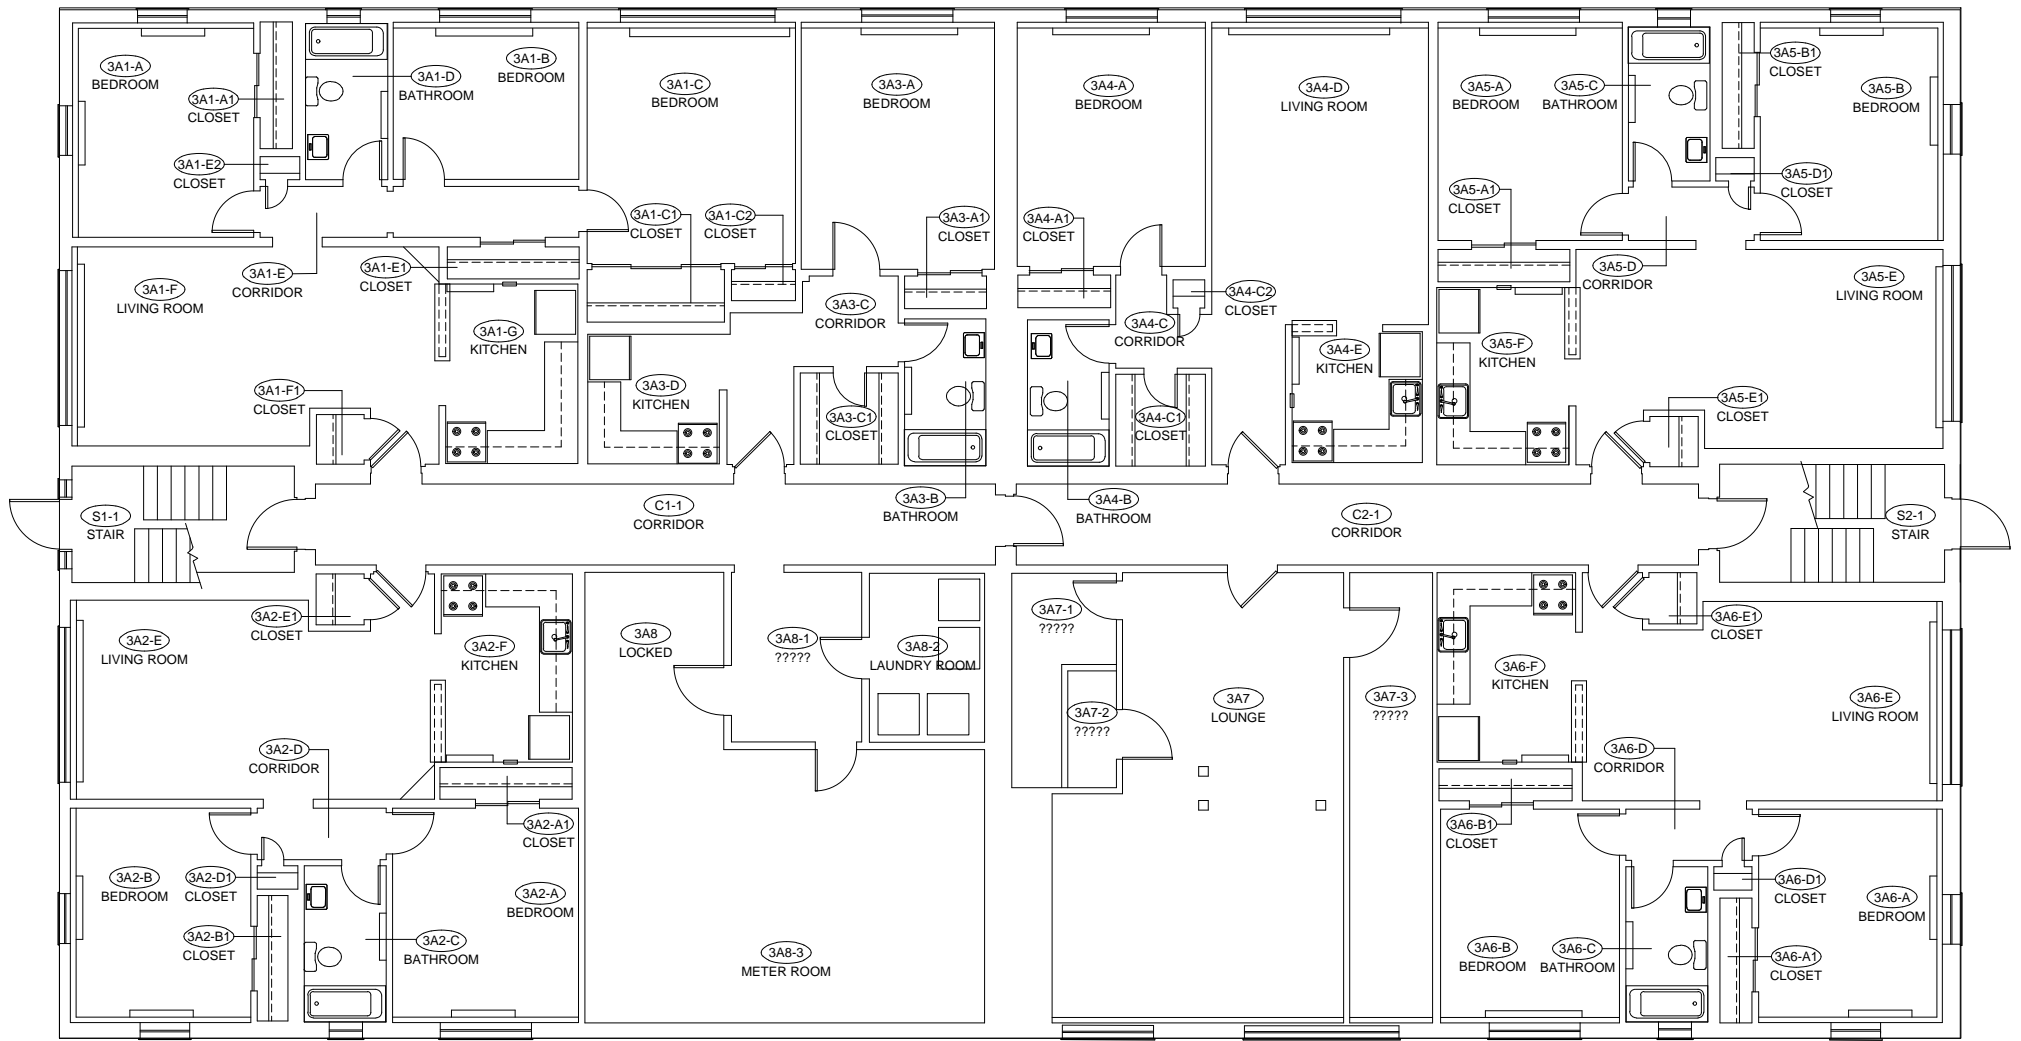 3A1-A
BEDROOM
3A1-A1
CLOSET
3A1-D
BATHROOM
3A1-B
BEDROOM
3A1-C
BEDROOM
3A3-A
BEDROOM
3A4-A
BEDROOM
3A4-D
LIVING ROOM
3A5-A
BEDROOM
3A5-C
BATHROOM
3A5-B1
CLOSET
3A5-B
BEDROOM
3A1-E2
CLOSET
3A5-D1
CLOSET
3A1-C1
CLOSET
3A1-C2
CLOSET
3A3-A1
CLOSET
3A4-A1
CLOSET
3A5-A1
CLOSET
3A1-F
LIVING ROOM
3A1-E
CORRIDOR
3A1-E1
CLOSET
3A3-C
CORRIDOR
3A4-C2
CLOSET
3A5-D
CORRIDOR
3A5-E
LIVING ROOM
3A1-G
KITCHEN
3A4-C
CORRIDOR
3A4-E
KITCHEN
3A5-F
KITCHEN
3A1-F1
CLOSET
3A3-D
KITCHEN
3A3-C1
CLOSET
3A4-C1
CLOSET
3A5-E1
CLOSET
S1-1
STAIR
C1-1
CORRIDOR
3A3-B
BATHROOM
3A4-B
BATHROOM
C2-1
CORRIDOR
S2-1
STAIR
3A2-E1
CLOSET
3A2-E
LIVING ROOM
3A2-F
KITCHEN
3A8
LOCKED
3A8-1
?????
3A8-2
LAUNDRY ROOM
3A7-1
?????
3A6-E1
CLOSET
3A6-F
KITCHEN
3A7
LOUNGE
3A7-3
?????
3A7-2
?????
3A6-E
LIVING ROOM
3A2-D
CORRIDOR
3A6-D
CORRIDOR
3A2-A1
CLOSET
3A6-B1
CLOSET
3A2-B
BEDROOM
3A2-D1
CLOSET
3A2-A
BEDROOM
3A6-D1
CLOSET
3A6-A
BEDROOM
3A2-B1
CLOSET
3A2-C
BATHROOM
3A8-3
METER ROOM
3A6-B
BEDROOM
3A6-C
BATHROOM
3A6-A1
CLOSET